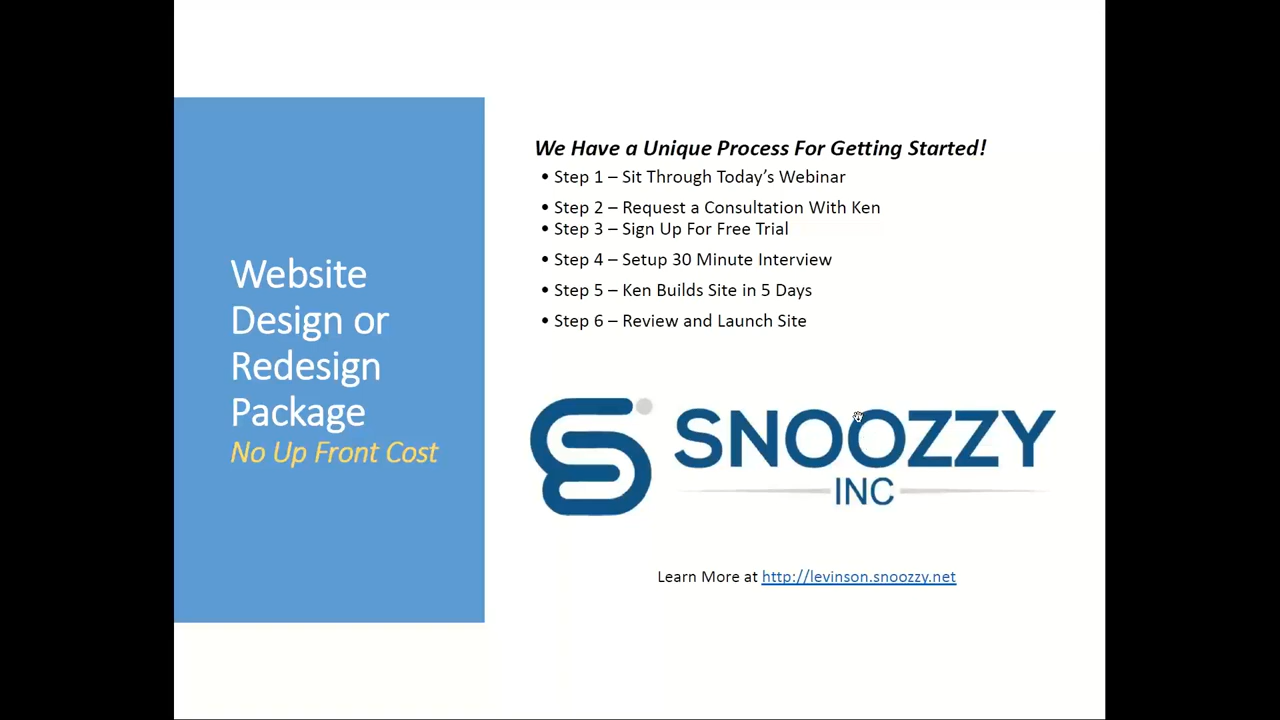 Website
Design or
Redesign
Package
No Up Front Cost
We Have a Unique Process For Getting Started!
• Step 1 – Sit Through Today’s Webinar
• Step 2 – Request a Consultation With Ken
• Step 3 – Sign Up For Free Trial
• Step 4 – Setup 30 Minute Interview
• Step 5 – Ken Builds Site in 5 Days
• Step 6 – Review and Launch Site
SNOOZZY
INC
Learn More at http://levinson.snoozzy.net